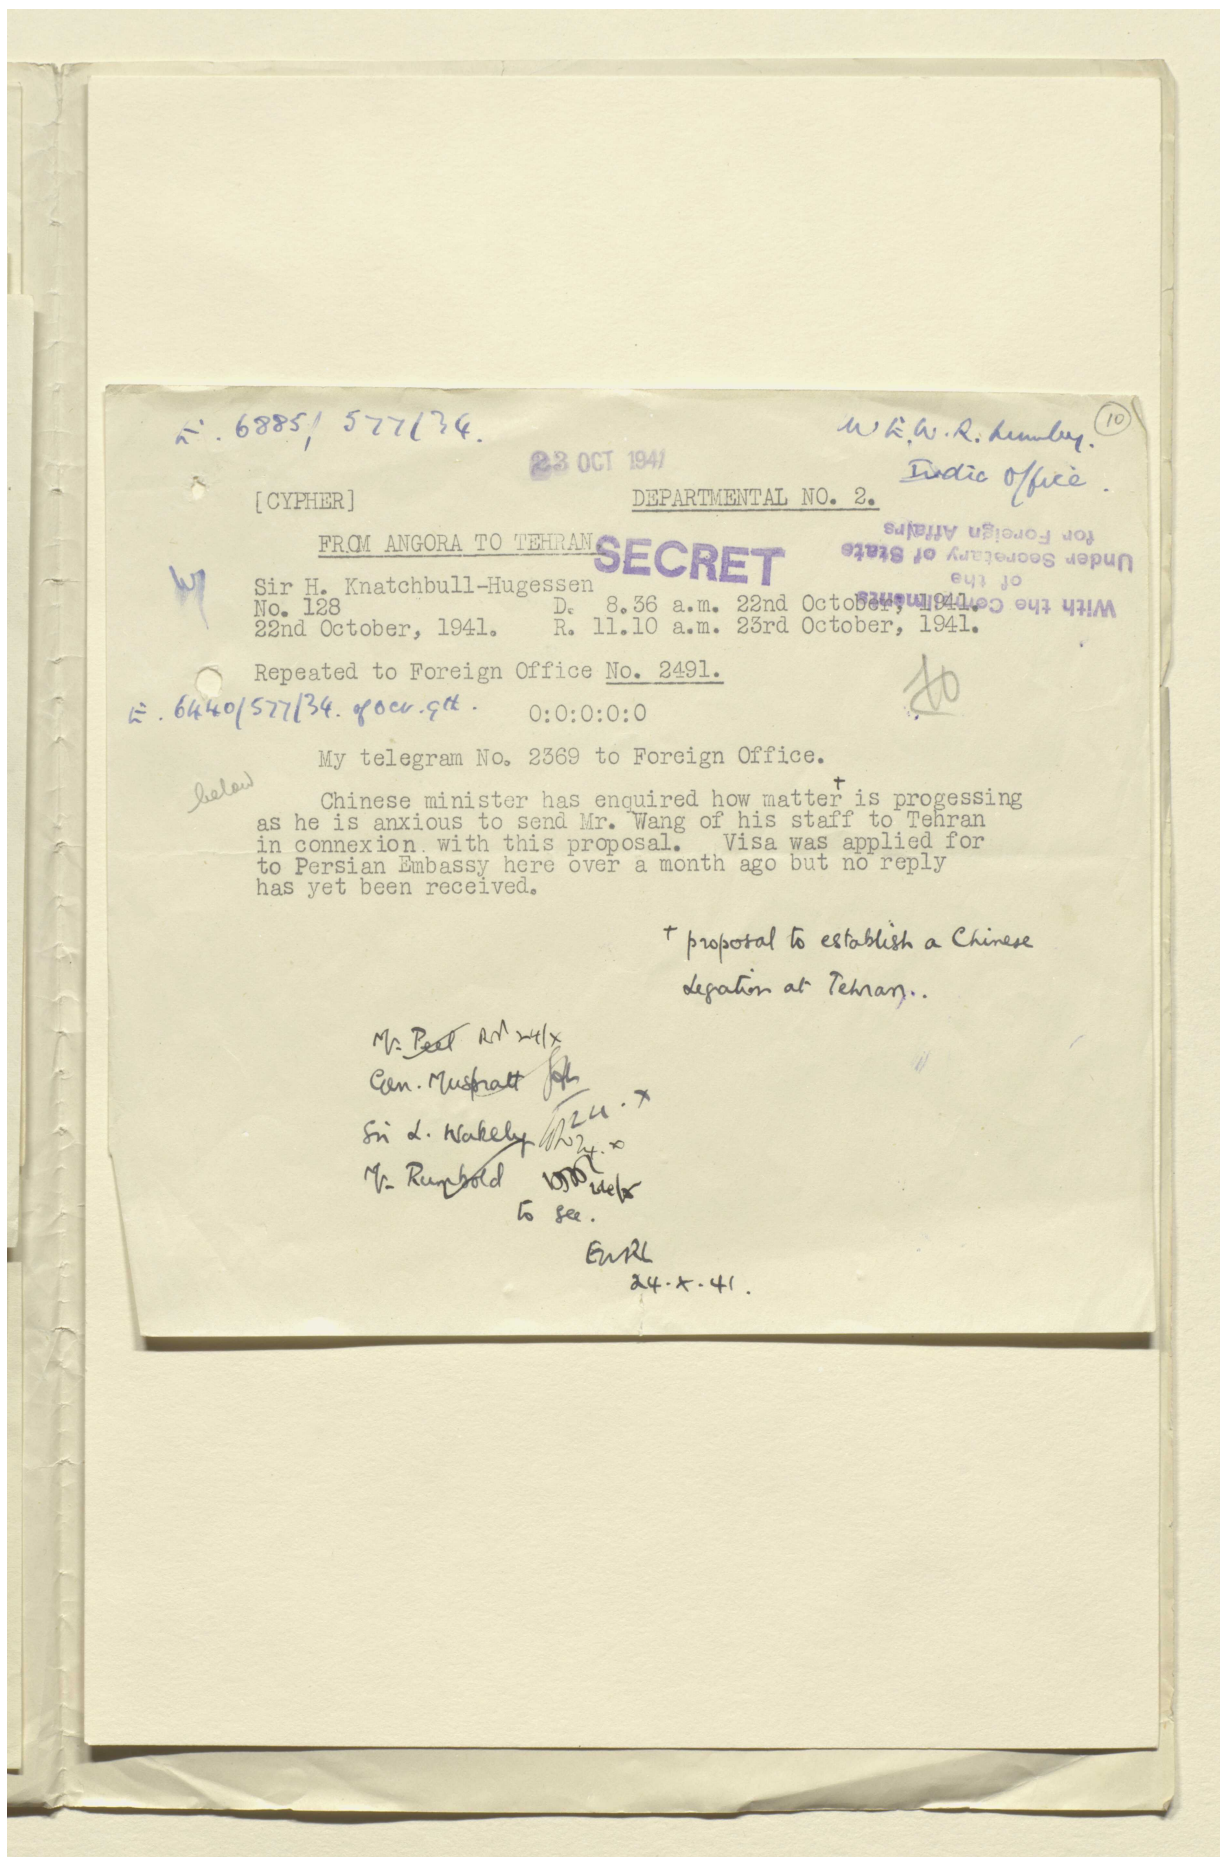 E. 6885/ 577/34.
E.W.R. Lumby.
10
23 OCT 1941
India Office.
[CYPHER]
DEPARTMENTAL NO. 2.
FROM ANGORA TO TEHRAN
SECRET
With the Compliments
of the
Under Secretary of State
for Foreign Affairs
Sir H. Knatchbull-Hugessen
No. 128 D. 8.36 a.m. 22nd October, 1941.
22nd October, 1941. R. 11.10 a.m. 23rd October, 1941.
Repeated to Foreign Office No. 2491.
E. 6440/577/34. of Oct. 9th.
0:0:0:0:0
My telegram No. 2369 to Foreign Office.
below
Chinese minister has enquired how matter † is progessing
as he is anxious to send Mr. Wang of his staff to Tehran
in connexion with this proposal. Visa was applied for
to Persian Embassy here over a month ago but no reply
has yet been received.
† proposal to establish a Chinese
Legation at Tehran..
Mr. Peel 24/x
Gen. Muspratt
24.x
Sir L. Wakely
24.x
Mr. Rumbold
to see.
EWRL
24.x.41.